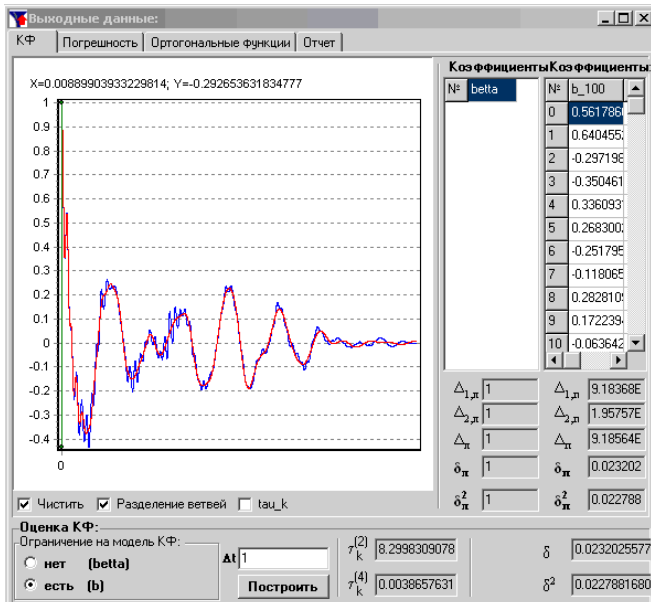 Выходные данные:
КФ Погрешность Ортогональные функции Отчет
X=0.00889903933229814; Y=-0.292653631834777
1
0.9
0.8
0.7
0.6
0.5
0.4
0.3
0.2
0.1
0
-0.1
-0.2
-0.3
-0.4
0
Чистить Разделение ветвей tau_k
Коэффициенты Коэффициенты:
№ betta
№ b_100
0 0.561786
1 0.640455
2 -0.297198
3 -0.350461
4 0.336093
5 0.268300
6 -0.251795
7 -0.118065
8 0.282810
9 0.172239
10 -0.063642
Δ1,п 1 Δ1,п 9.18368E
Δ2,п 1 Δ2,п 1.95757E
Δп 1 Δп 9.18564E
δп 1 δп 0.023202
δ²п 1 δ²п 0.022788
Оценка КФ:
Ограничение на модель КФ:
нет (betta)
есть (b)
Δt 1
Построить
τk(2) 8.2998309078 δ 0.0232025577
τk(4) 0.0038657631 δ² 0.0227881680